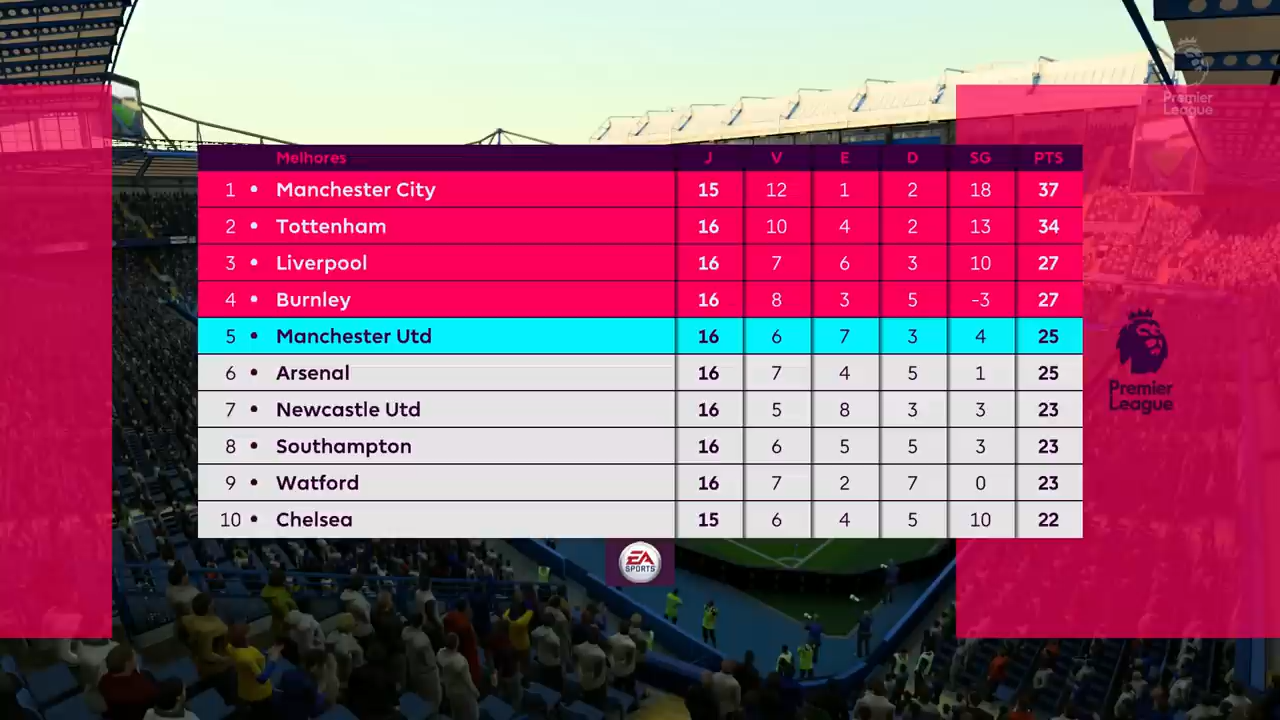 Premier
League
Melhores J V E D SG PTS
1 • Manchester City 15 12 1 2 18 37
2 • Tottenham 16 10 4 2 13 34
3 • Liverpool 16 7 6 3 10 27
4 • Burnley 16 8 3 5 -3 27
5 • Manchester Utd 16 6 7 3 4 25
6 • Arsenal 16 7 4 5 1 25
7 • Newcastle Utd 16 5 8 3 3 23
8 • Southampton 16 6 5 5 3 23
9 • Watford 16 7 2 7 0 23
10 • Chelsea 15 6 4 5 10 22
Premier
League
EA
SPORTS